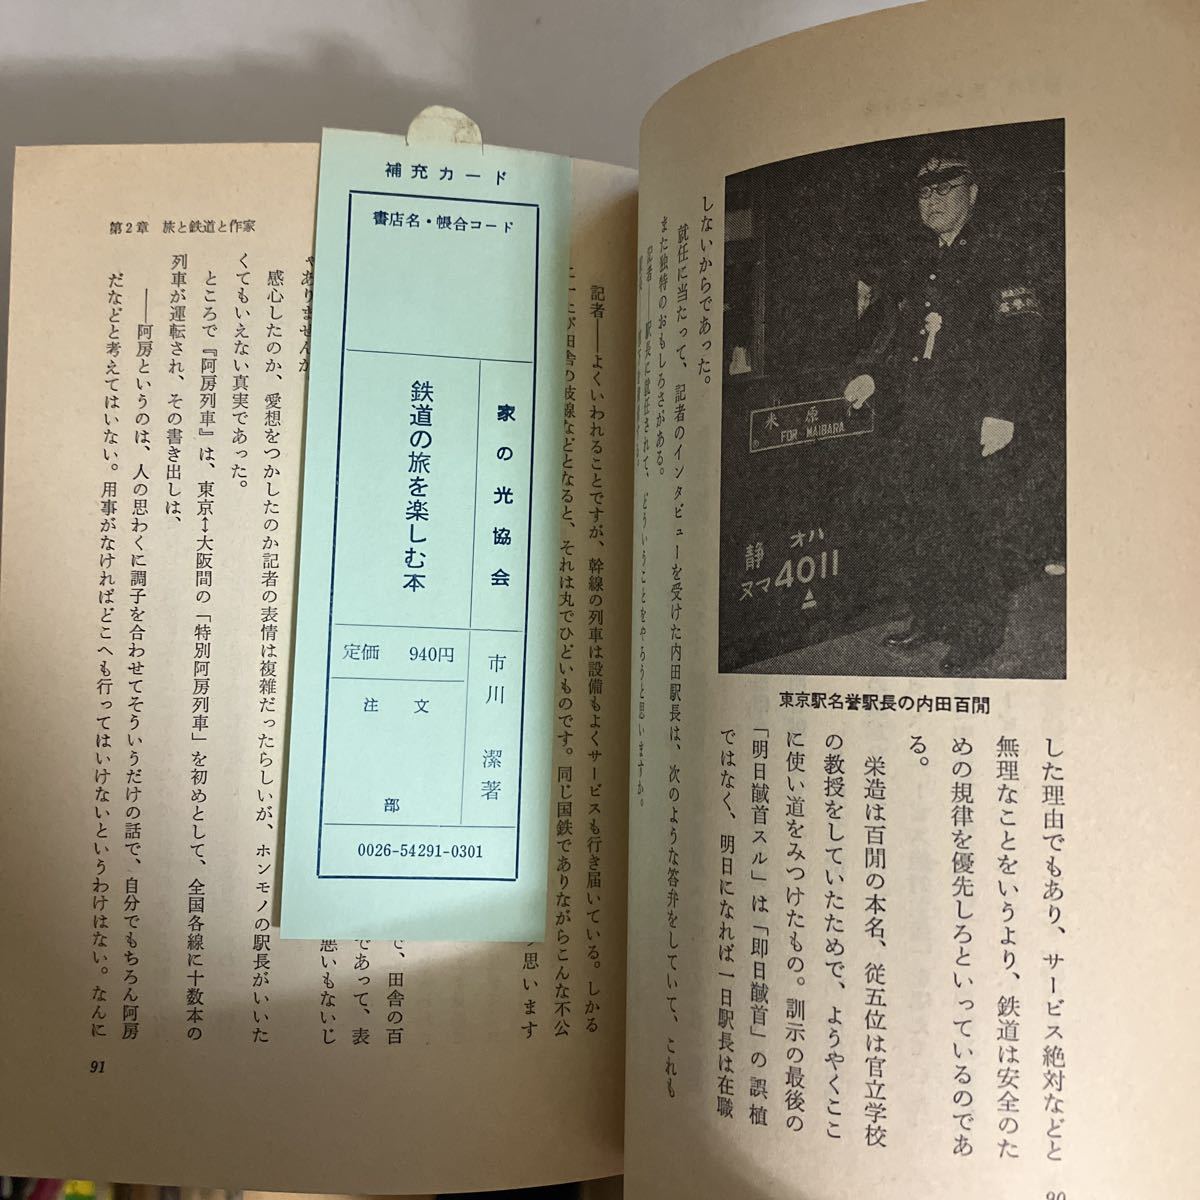 した理由でもあり、サービス絶対などと
無理なことをいうより、鉄道は安全のた
めの規律を優先しろといっているのであ
る。
栄造は百閒の本名、従五位は官立学校
の教授をしていたためで、ようやくここ
に使い道をみつけたもの。訓示の最後の
「明日馘首スル」は「即日馘首」の誤植
ではなく、明日になれば一日駅長は在職
しないからであった。
就任に当たって、記者のインタビューを受けた内田駅長は、次のような答弁をしていて、これも
また独特のおもしろさがある。
記者――駅長に就任されて、どういうことをやろうと思いますか。
東京駅名誉駅長の内田百閒
米原
FOR MAIBARA
静ヌマ
オハ
4011
90
記者――よくいわれることですが、幹線の列車は設備もよくサービスも行き届いている。しかる
び田舎の枝線などとなると、それは丸でひどいものです。同じ国鉄でありながらこんな不公
思います
で、田舎の百
であって、表
悪いもないじ
ゃありませんか
感心したのか、愛想をつかしたのか記者の表情は複雑だったらしいが、ホンモノの駅長がいいた
くてもいえない真実であった。
ところで『阿房列車』は、東京↔大阪間の「特別阿房列車」を初めとして、全国各線に十数本の
列車が運転され、その書き出しは、
――阿房というのは、人の思わくに調子を合わせてそういうだけの話で、自分でもちろん阿房
だなどと考えてはいない。用事がなければどこへも行ってはいけないというわけはない。なんに
第2章 旅と鉄道と作家
91
補充カード
書店名・帳合コード
家の光協会
鉄道の旅を楽しむ本
市川 潔著
定価 940円
注文
部
0026-54291-0301